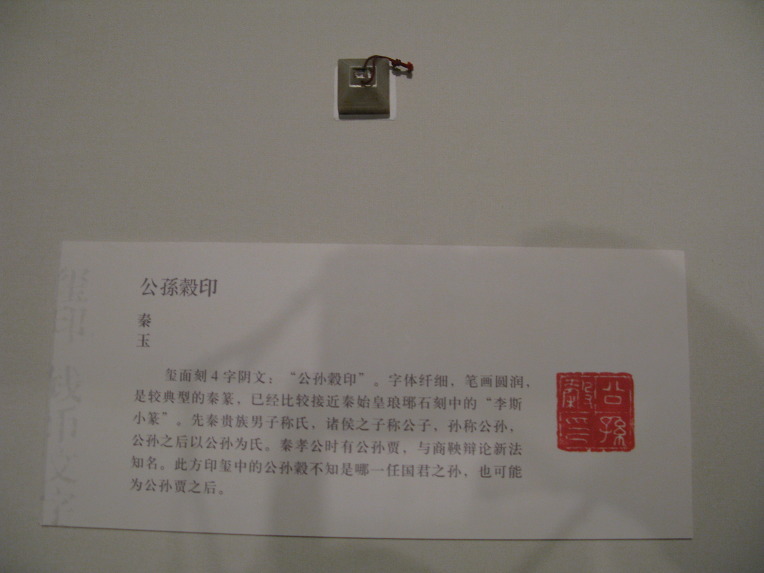 公孫穀印
秦
玉
玺面刻4字阴文：“公孙穀印”。字体纤细，笔画圆润，
是较典型的秦篆，已经比较接近秦始皇琅琊石刻中的“李斯
小篆”。先秦贵族男子称氏，诸侯之子称公子，孙称公孙，
公孙之后以公孙为氏。秦孝公时有公孙贾，与商鞅辩论新法
知名。此方印玺中的公孙穀不知是哪一任国君之孙，也可能
为公孙贾之后。
公孫
穀印